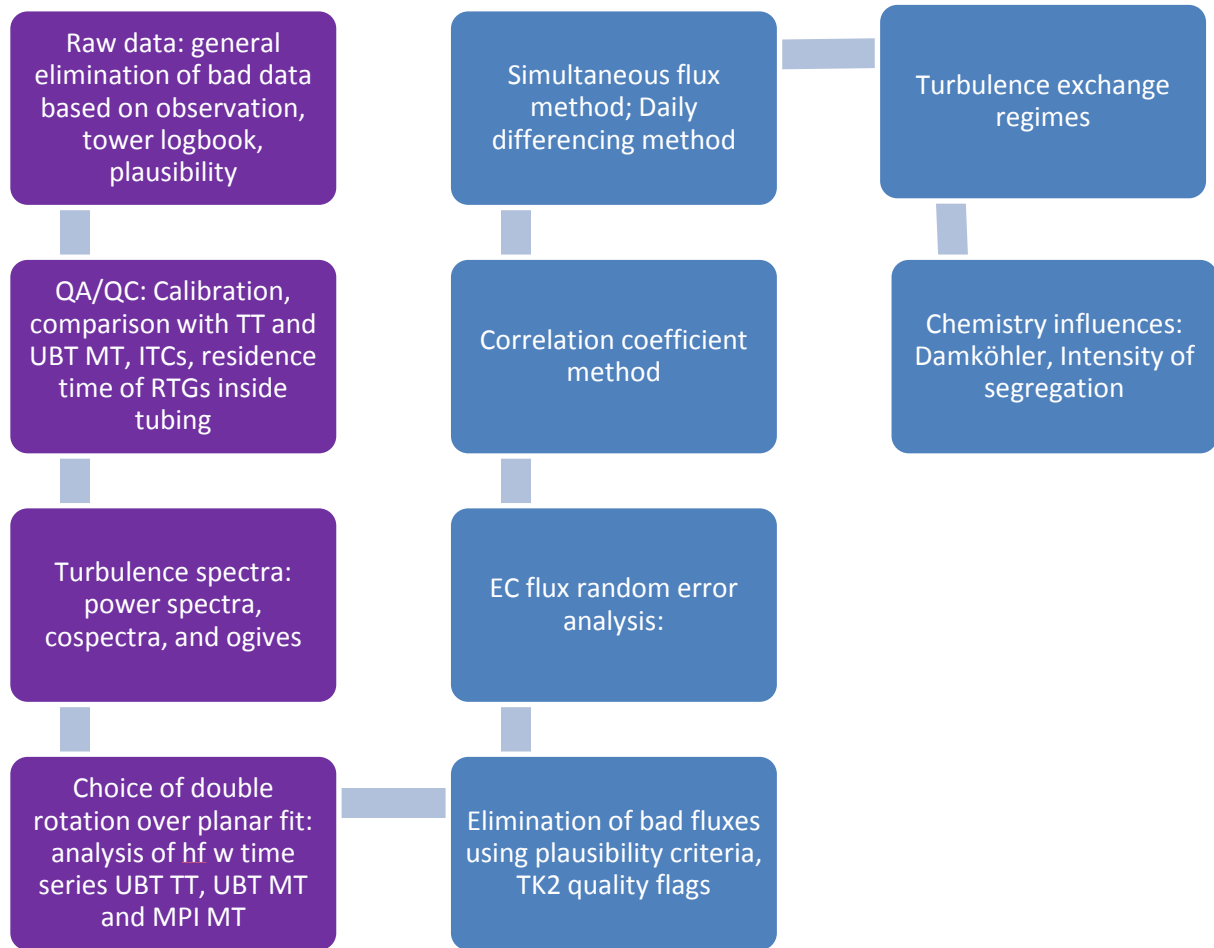 Raw data: general
elimination of bad data
based on observation,
tower logbook,
plausibility
QA/QC: Calibration,
comparison with TT and
UBT MT, ITCs, residence
time of RTGs inside
tubing
Turbulence spectra:
power spectra,
cospectra, and ogives
Choice of double
rotation over planar fit:
analysis of hf w time
series UBT TT, UBT MT
and MPI MT
Elimination of bad fluxes
using plausibility criteria,
TK2 quality flags
EC flux random error
analysis:
Correlation coefficient
method
Simultaneous flux
method; Daily
differencing method
Turbulence exchange
regimes
Chemistry influences:
Damköhler, Intensity of
segregation